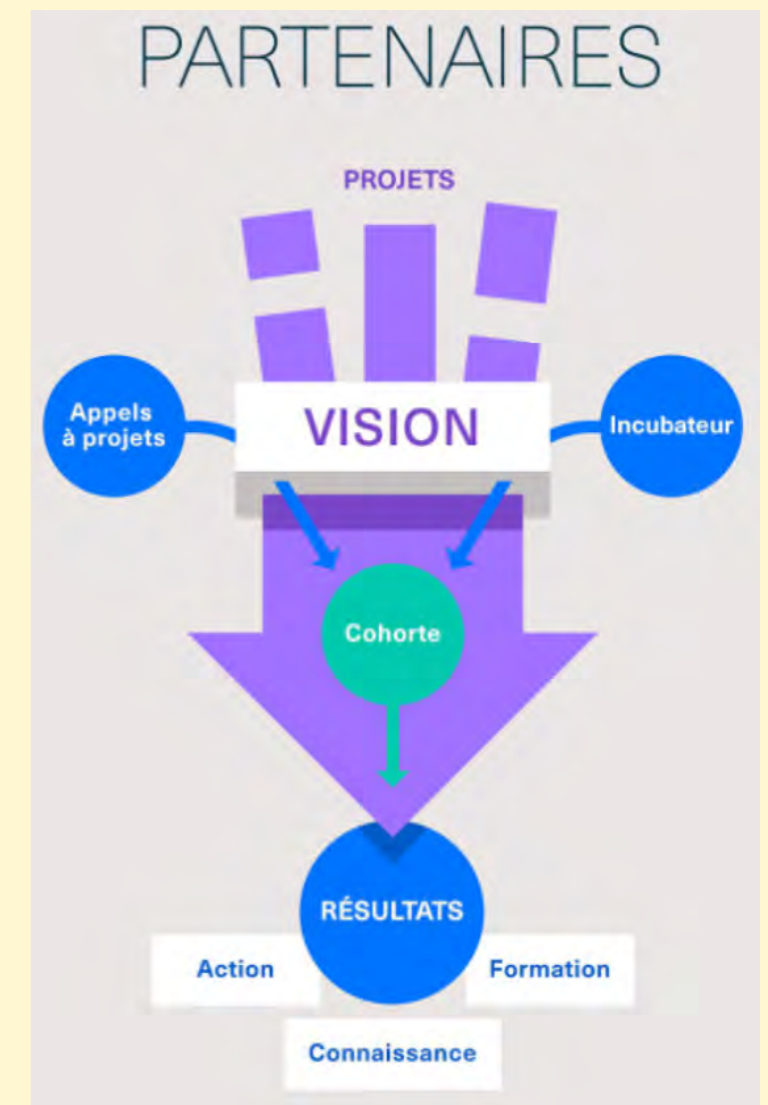 PARTENAIRES
PROJETS
Appels
à projets
VISION
Incubateur
Cohorte
RÉSULTATS
Action
Formation
Connaissance